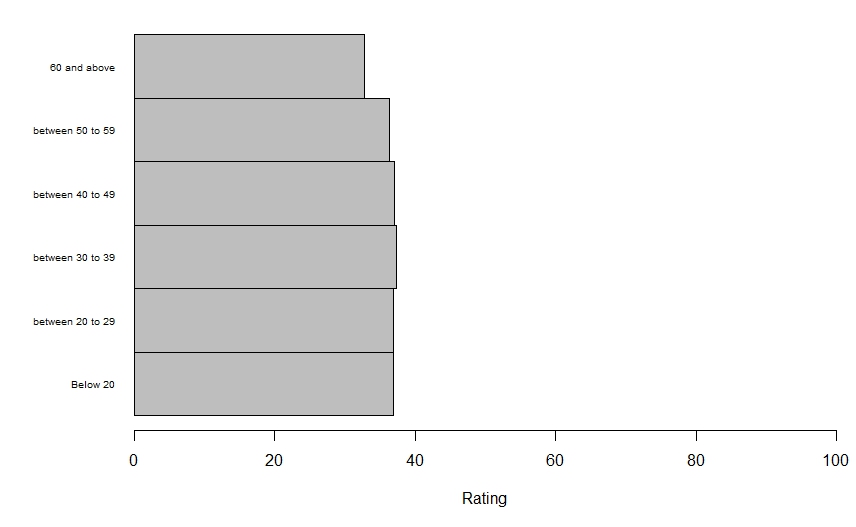 60 and above
between 50 to 59
between 40 to 49
between 30 to 39
between 20 to 29
Below 20
0 20 40 60 80 100
Rating